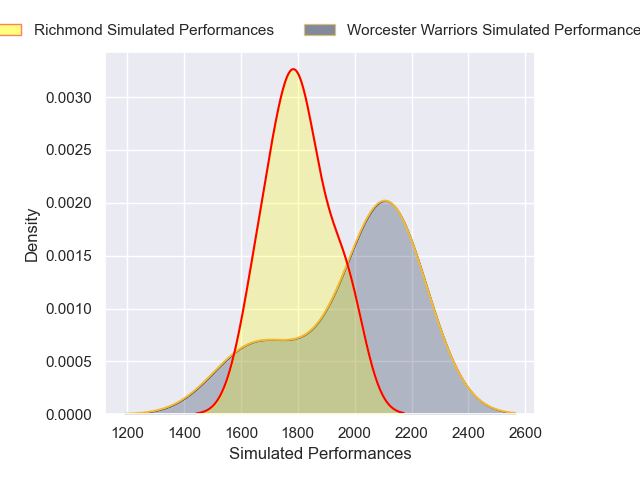 Richmond Simulated Performances
Worcester Warriors Simulated Performance
0.0030
0.0025
0.0020
0.0015
0.0010
0.0005
0.0000
Density
1200 1400 1600 1800 2000 2200 2400 2600
Simulated Performances